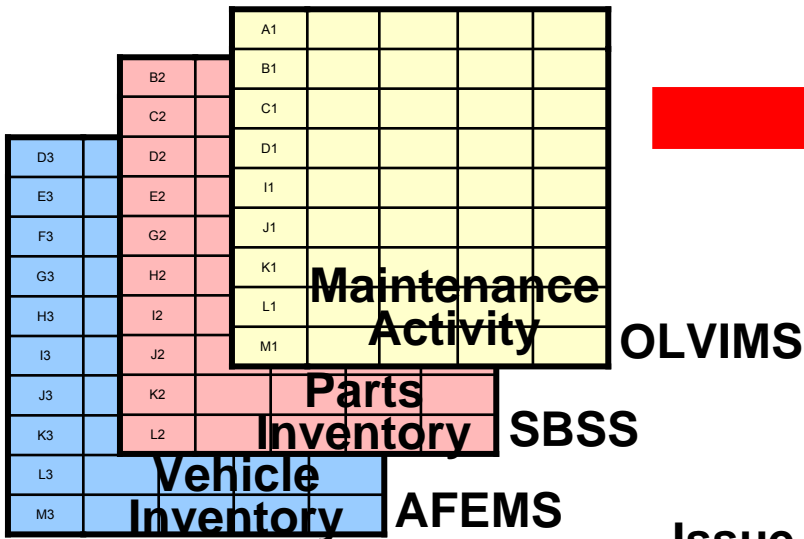 A1
B1
C1
D1
I1
J1
K1
L1
M1
Maintenance
Activity
OLVIMS
B2
C2
D2
E2
G2
H2
I2
J2
K2
L2
Parts
Inventory
SBSS
D3
E3
F3
G3
H3
I3
J3
K3
L3
M3
Vehicle
Inventory
AFEMS
Issue